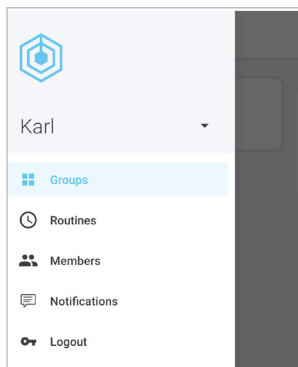 Karl
Groups
Routines
Members
Notifications
Logout